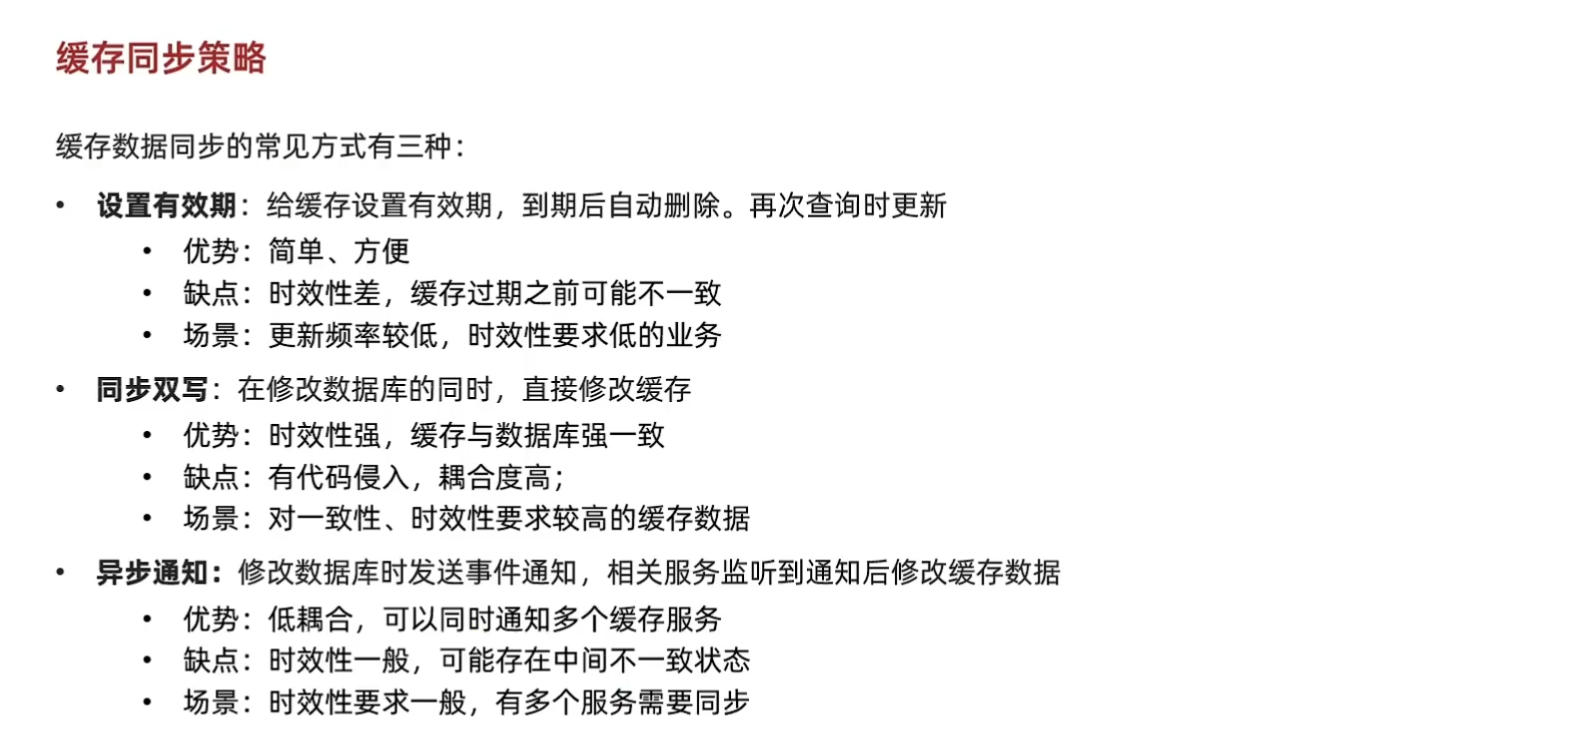 缓存同步策略
缓存数据同步的常见方式有三种：
• 设置有效期：给缓存设置有效期，到期后自动删除。再次查询时更新
• 优势：简单、方便
• 缺点：时效性差，缓存过期之前可能不一致
• 场景：更新频率较低，时效性要求低的业务
• 同步双写：在修改数据库的同时，直接修改缓存
• 优势：时效性强，缓存与数据库强一致
• 缺点：有代码侵入，耦合度高；
• 场景：对一致性、时效性要求较高的缓存数据
• 异步通知：修改数据库时发送事件通知，相关服务监听到通知后修改缓存数据
• 优势：低耦合，可以同时通知多个缓存服务
• 缺点：时效性一般，可能存在中间不一致状态
• 场景：时效性要求一般，有多个服务需要同步